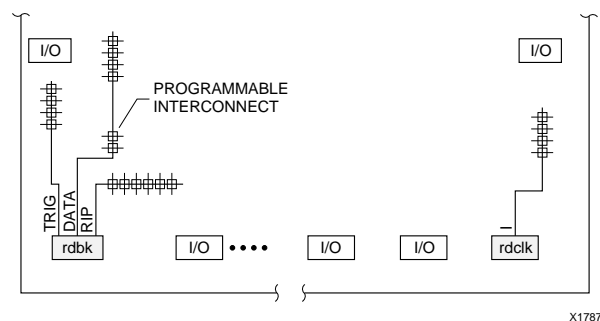 I/O
I/O
PROGRAMMABLE
INTERCONNECT
TRIG
DATA
RIP
I
rdbk
I/O
I/O
I/O
rdclk
X1787